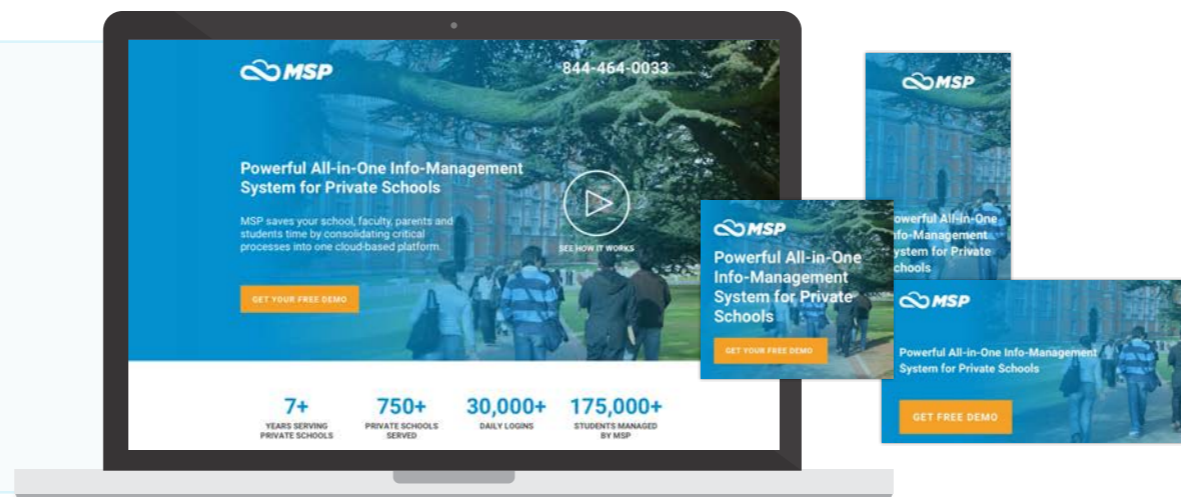 MSP
844-464-0033
Powerful All-in-One Info-Management
System for Private Schools
MSP saves your school, faculty, parents and
students time by consolidating critical
processes into one cloud-based platform.
SEE HOW IT WORKS
GET YOUR FREE DEMO
7+
YEARS SERVING
PRIVATE SCHOOLS
750+
PRIVATE SCHOOLS
SERVED
30,000+
DAILY LOGINS
175,000+
STUDENTS MANAGED
BY MSP
MSP
Powerful All-in-One
Info-Management
System for Private
Schools
GET YOUR FREE DEMO
MSP
owerful All-in-One
nfo-Management
ystem for Private
chools
MSP
Powerful All-in-One Info-Management
System for Private Schools
GET FREE DEMO